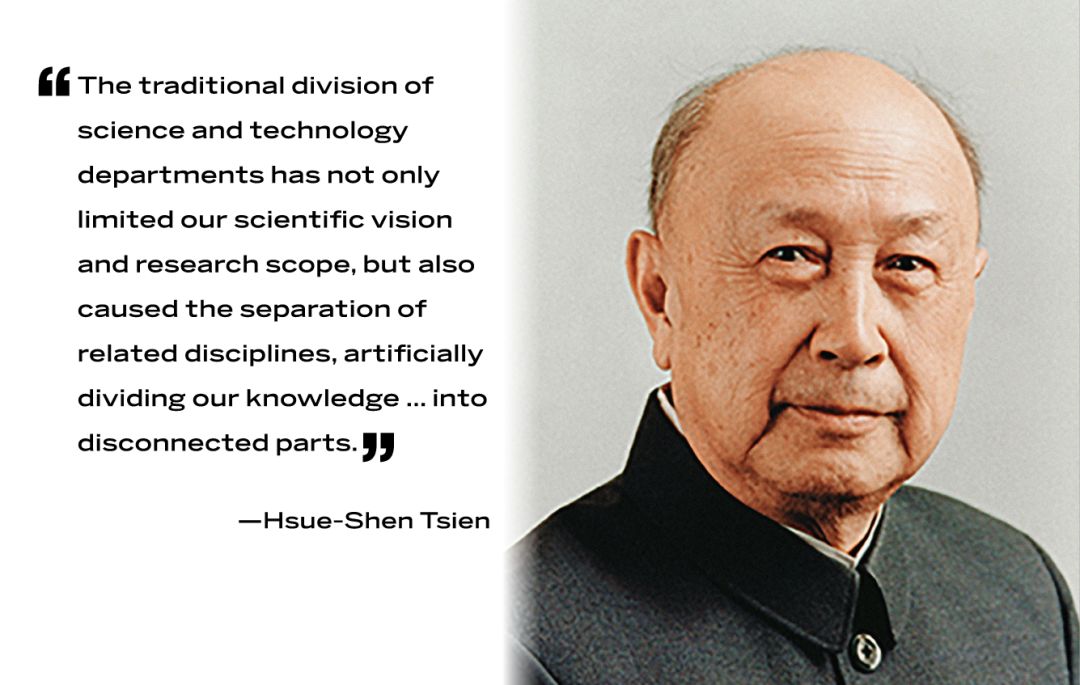 “The traditional division of
science and technology
departments has not only
limited our scientific vision
and research scope, but also
caused the separation of
related disciplines, artificially
dividing our knowledge ... into
disconnected parts.”
—Hsue-Shen Tsien